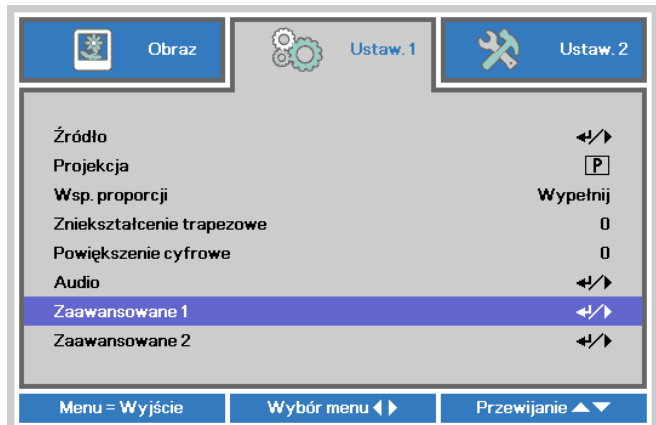 Obraz Ustaw. 1 Ustaw. 2
Źródło
Projekcja P
Wsp. proporcji Wypełnij
Zniekształcenie trapezowe 0
Powiększenie cyfrowe 0
Audio
Zaawansowane 1
Zaawansowane 2
Menu = Wyjście Wybór menu Przewijanie